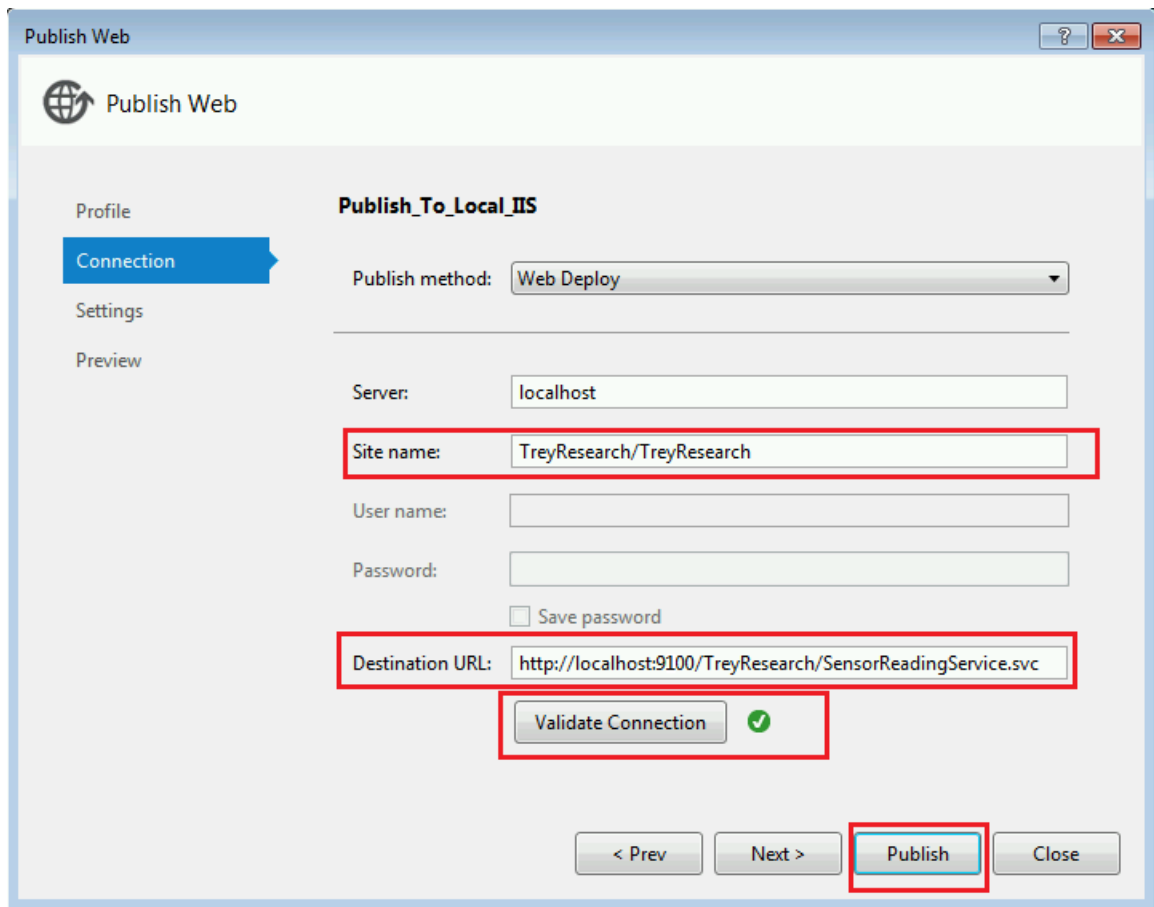 Publish Web
?
Publish Web
Profile
Connection
Settings
Preview
Publish_To_Local_IIS
Publish method: Web Deploy
Server: localhost
Site name: TreyResearch/TreyResearch
User name:
Password:
Save password
Destination URL: http://localhost:9100/TreyResearch/SensorReadingService.svc
Validate Connection
< Prev Next > Publish Close